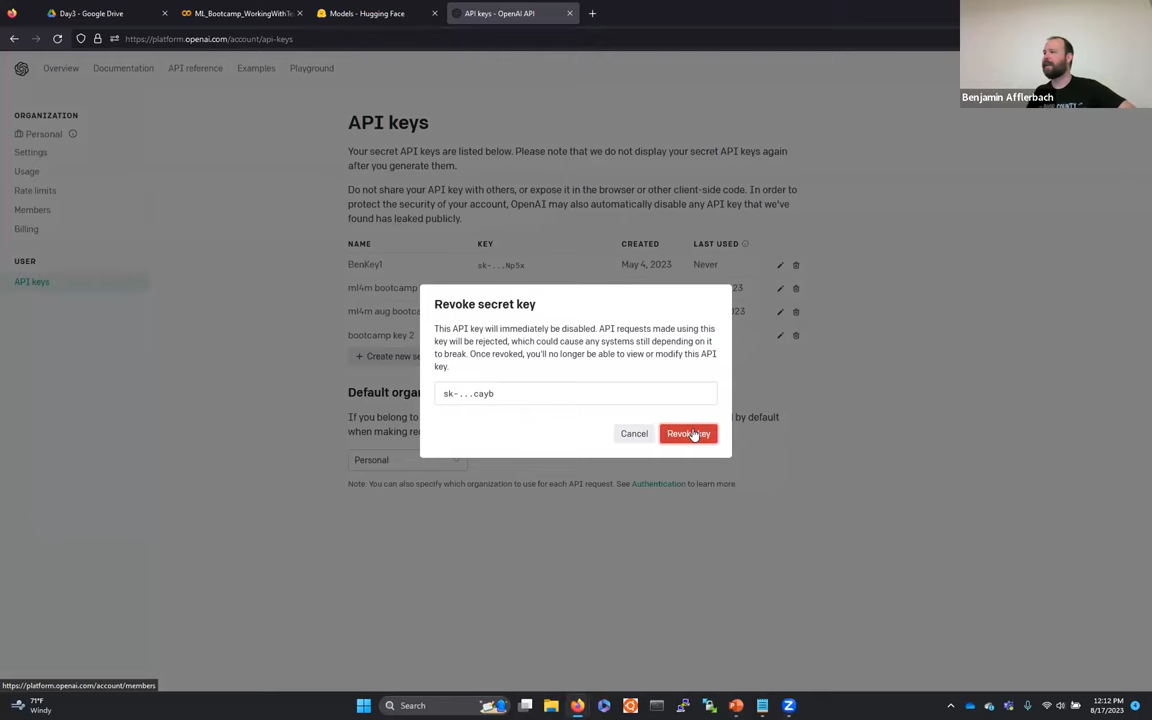 Day3 - Google Drive
ML_Bootcamp_WorkingWithTe
Models - Hugging Face
API keys - OpenAI API
https://platform.openai.com/account/api-keys
Benjamin Afflerbach
Overview
Documentation
API reference
Examples
Playground
ORGANIZATION
Personal
Settings
Usage
Rate limits
Members
Billing
USER
API keys
API keys
Your secret API keys are listed below. Please note that we do not display your secret API keys again
after you generate them.
Do not share your API key with others, or expose it in the browser or other client-side code. In order to
protect the security of your account, OpenAI may also automatically disable any API key that we've
found has leaked publicly.
NAME KEY CREATED LAST USED
BenKey1 sk-...Np5x May 4, 2023 Never
ml4m bootcamp 23
ml4m aug bootca 23
bootcamp key 2
+ Create new se
Default organ
If you belong to d by default
when making re
Personal
Note: You can also specify which organization to use for each API request. See Authentication to learn more
Revoke secret key
This API key will immediately be disabled. API requests made using this
key will be rejected, which could cause any systems still depending on it
to break. Once revoked, you'll no longer be able to view or modify this API
key.
sk-...cayb
Cancel
Revoke key
https://platform.openai.com/account/members
71°F
Windy
Search
12:12 PM
8/17/2023